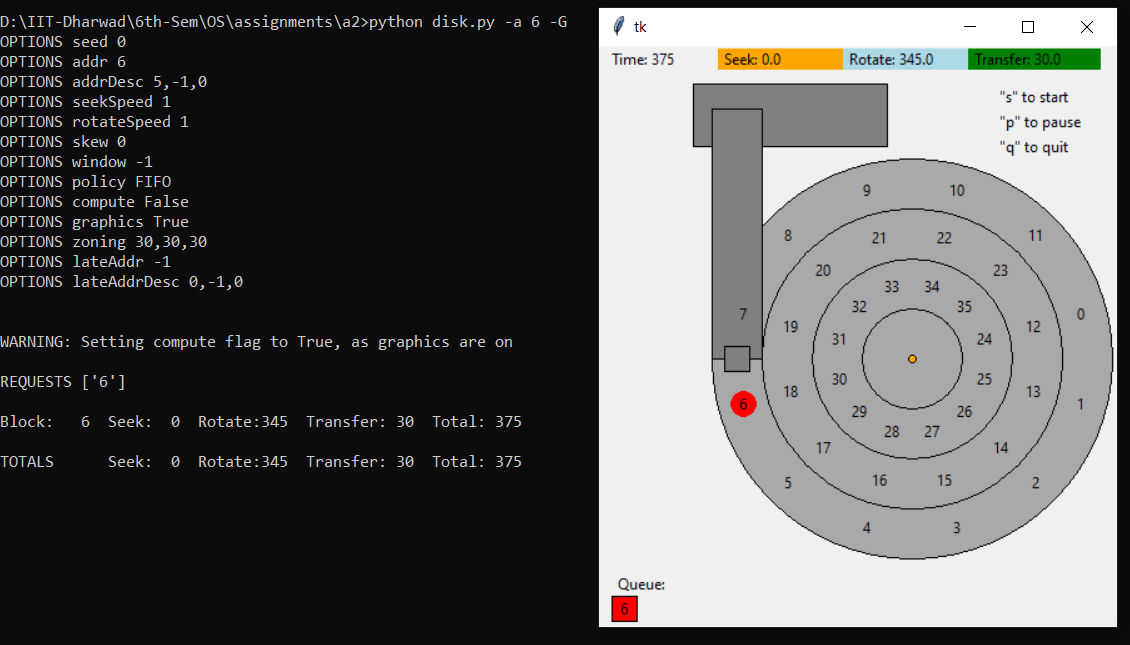 D:\IIT-Dharwad\6th-Sem\OS\assignments\a2>python disk.py -a 6 -G
OPTIONS seed 0
OPTIONS addr 6
OPTIONS addrDesc 5,-1,0
OPTIONS seekSpeed 1
OPTIONS rotateSpeed 1
OPTIONS skew 0
OPTIONS window -1
OPTIONS policy FIFO
OPTIONS compute False
OPTIONS graphics True
OPTIONS zoning 30,30,30
OPTIONS lateAddr -1
OPTIONS lateAddrDesc 0,-1,0
WARNING: Setting compute flag to True, as graphics are on
REQUESTS ['6']
Block:   6  Seek:  0  Rotate:345  Transfer: 30  Total: 375
TOTALS      Seek:  0  Rotate:345  Transfer: 30  Total: 375
tk
Time: 375 Seek: 0.0 Rotate: 345.0 Transfer: 30.0
"s" to start
"p" to pause
"q" to quit
9 10
8 21 22 11
20 23
33 34
32 35
7 0
19 12
31 24
30 25
18 13
6 1
29 26
28 27
17 14
5 16 15 2
4 3
Queue:
6